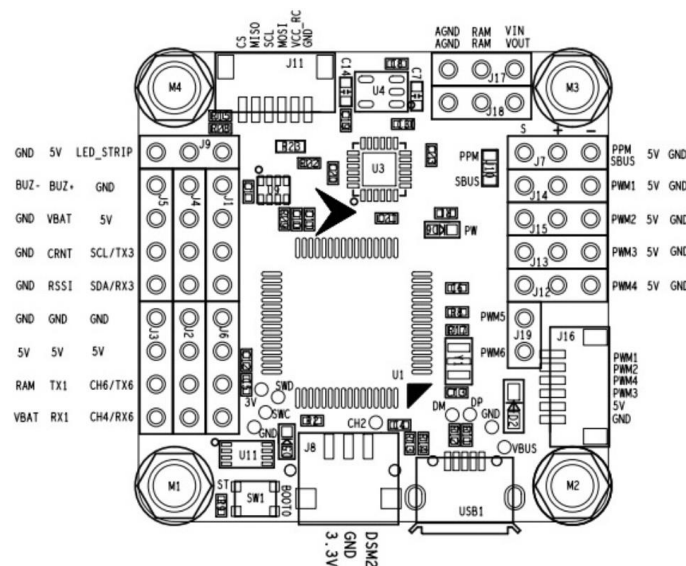 CS
MISO
SCL
MOSI
VCC_RC
GND
AGND RAM VIN
AGND RAM VOUT
M4
J11
C14
U4
C7
J17
J18
M3
S + -
GND 5V LED_STRIP
J9
R23
U3
PPM
SBUS
J7
PPM
SBUS 5V GND
BUZ- BUZ+ GND
J5
J4
J1
J14
PWM1 5V GND
GND VBAT 5V
PW
J15
PWM2 5V GND
GND CRNT SCL/TX3
J13
PWM3 5V GND
GND RSSI SDA/RX3
J12
PWM4 5V GND
GND GND GND
J3
J2
J6
PWM5
J19
J16
5V 5V 5V
Y1
PWM6
PWM1
PWM2
PWM4
PWM3
5V
GND
U1
RAM TX1 CH6/TX6
3V
SWD
SWC
VBAT RX1 CH4/RX6
GND
CH2
DM
DP
GND
D2
VBUS
U11
J8
M1
ST
SW1
BOOT0
USB1
M2
3.3V
GND
DSM2